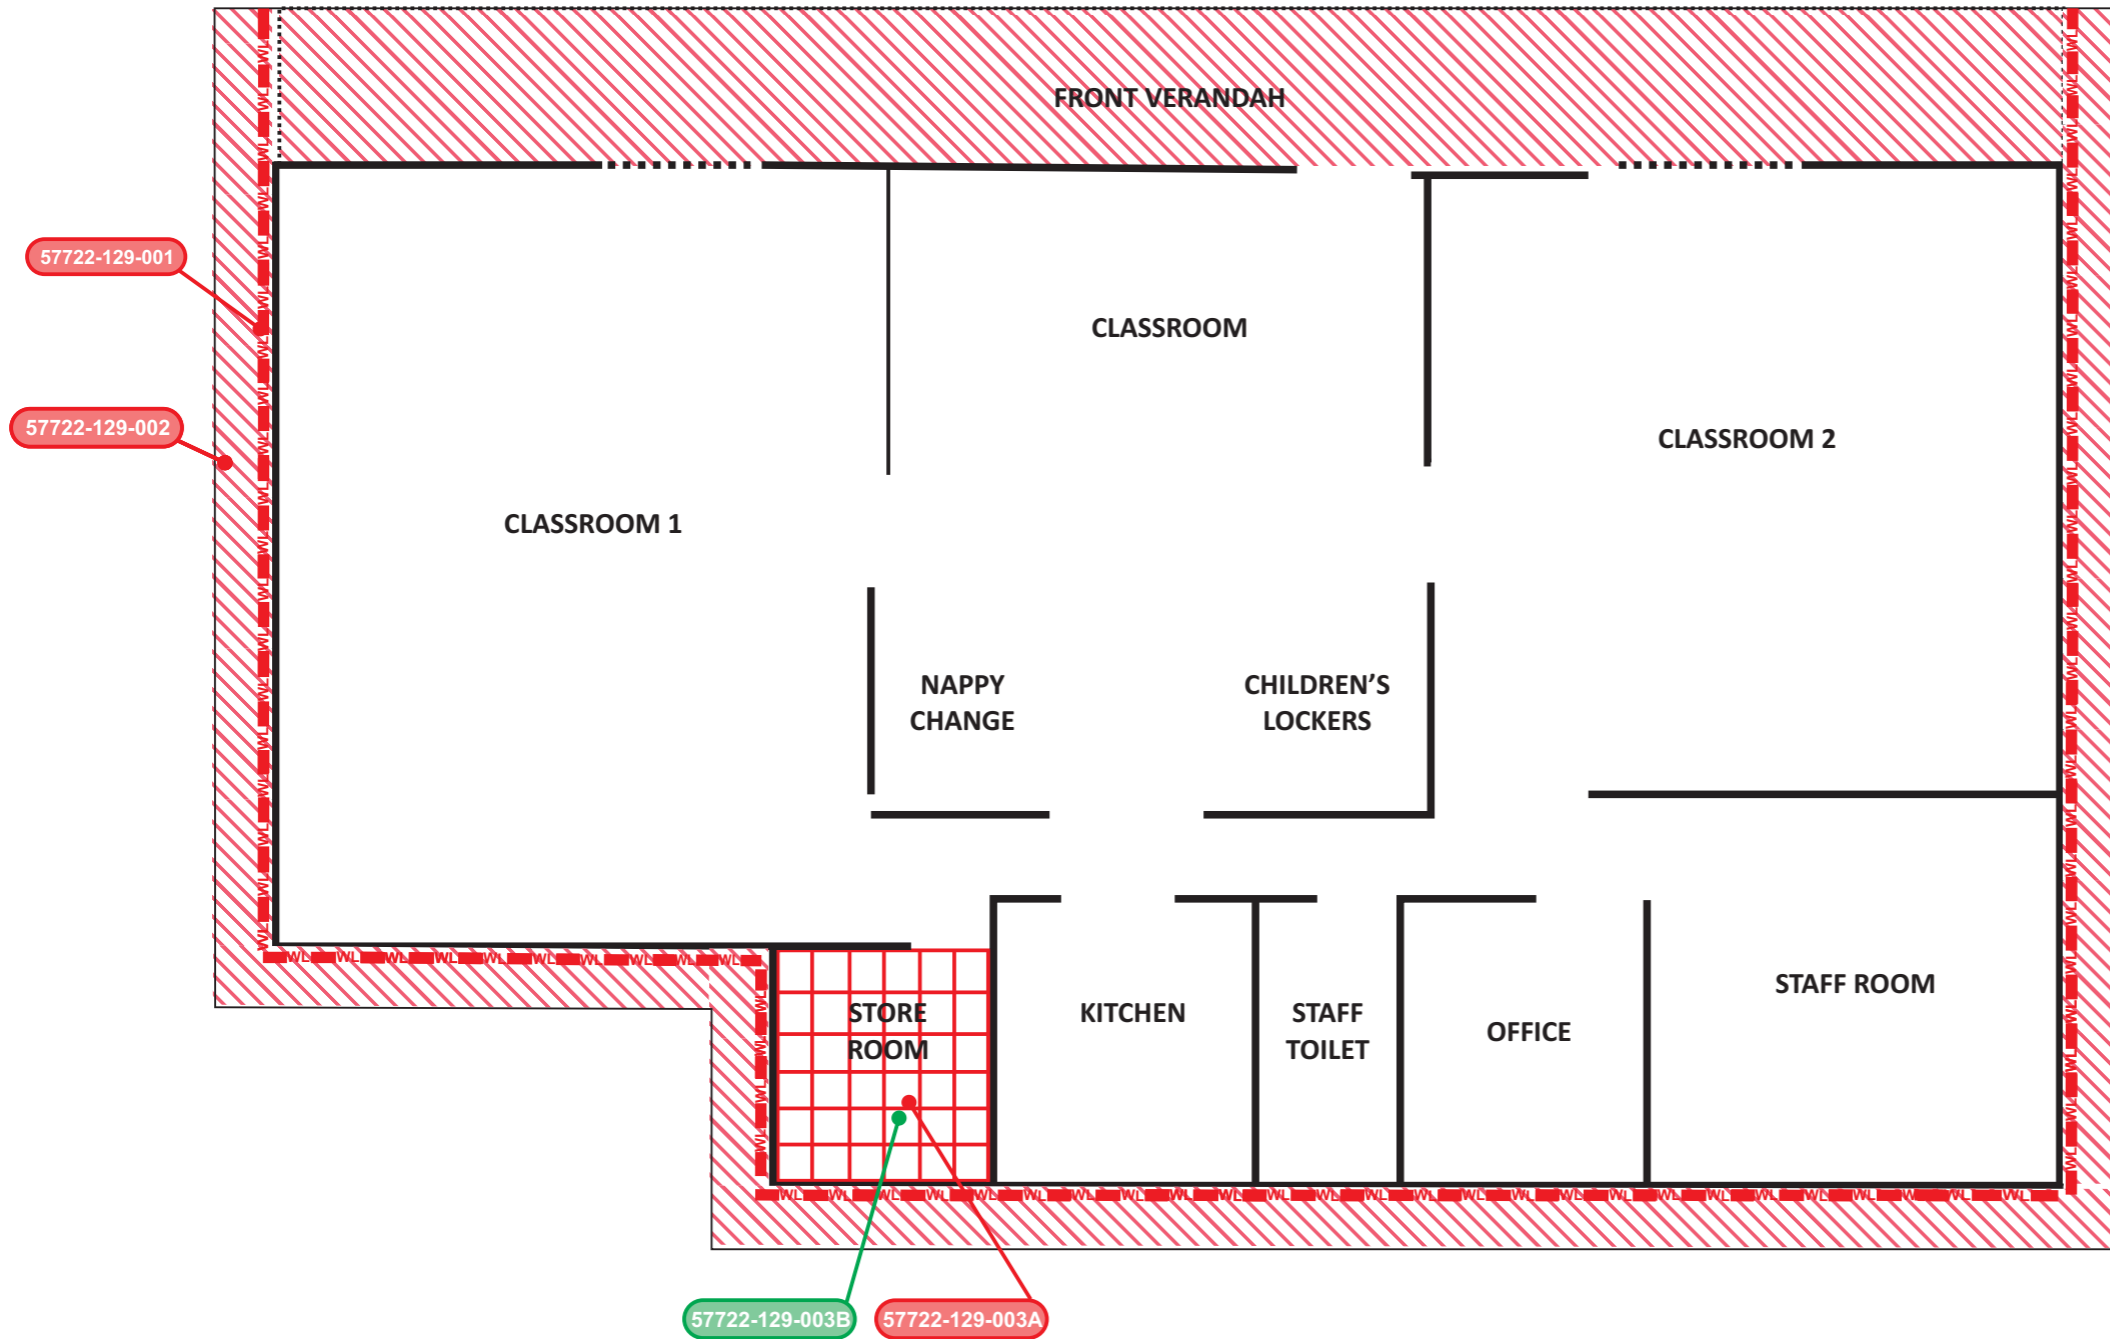 FRONT VERANDAH
57722-129-001
CLASSROOM
57722-129-002
CLASSROOM 2
CLASSROOM 1
NAPPY
CHANGE
CHILDREN’S
LOCKERS
STORE
ROOM
KITCHEN
STAFF
TOILET
OFFICE
STAFF ROOM
WL
57722-129-003B
57722-129-003A